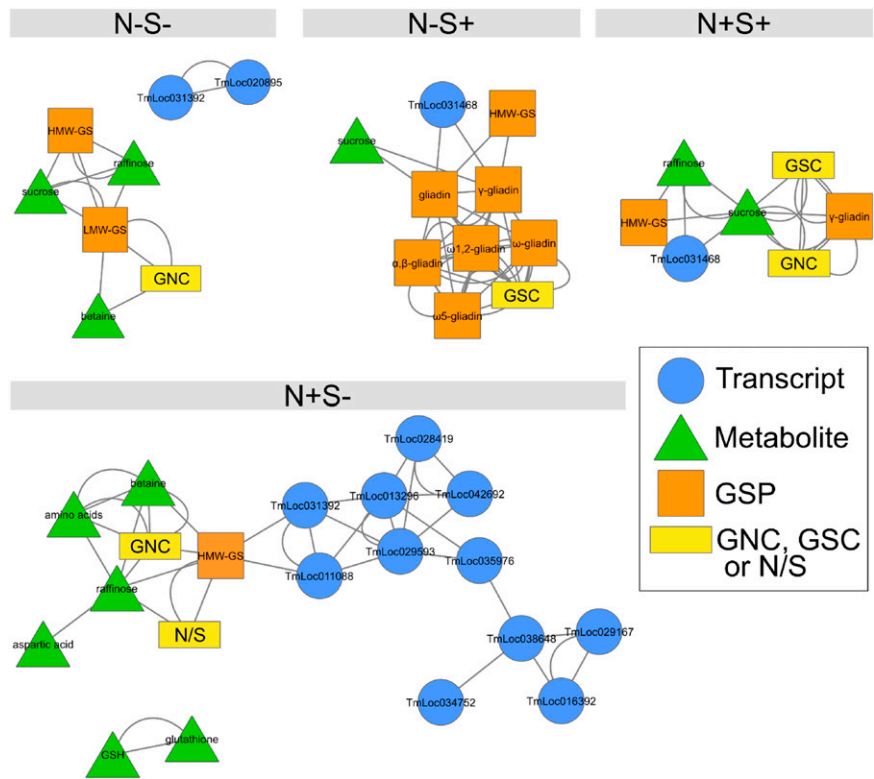 N-S-
N-S+
N+S+
TmLoc020895
TmLoc031392
HMW-GS
raffinose
sucrose
LMW-GS
GNC
betaine
TmLoc031468
HMW-GS
sucrose
gliadin
γ-gliadin
α,β-gliadin
ω1,2-gliadin
ω-gliadin
GSC
ω5-gliadin
raffinose
GSC
HMW-GS
sucrose
γ-gliadin
TmLoc031468
GNC
N+S-
TmLoc028419
betaine
TmLoc042692
amino acids
TmLoc031392
TmLoc013296
GNC
HMW-GS
TmLoc029593
TmLoc035976
raffinose
TmLoc011088
aspartic acid
N/S
TmLoc038648
TmLoc029167
TmLoc034752
TmLoc016392
GSH
glutathione
Transcript
Metabolite
GSP
GNC, GSC
or N/S